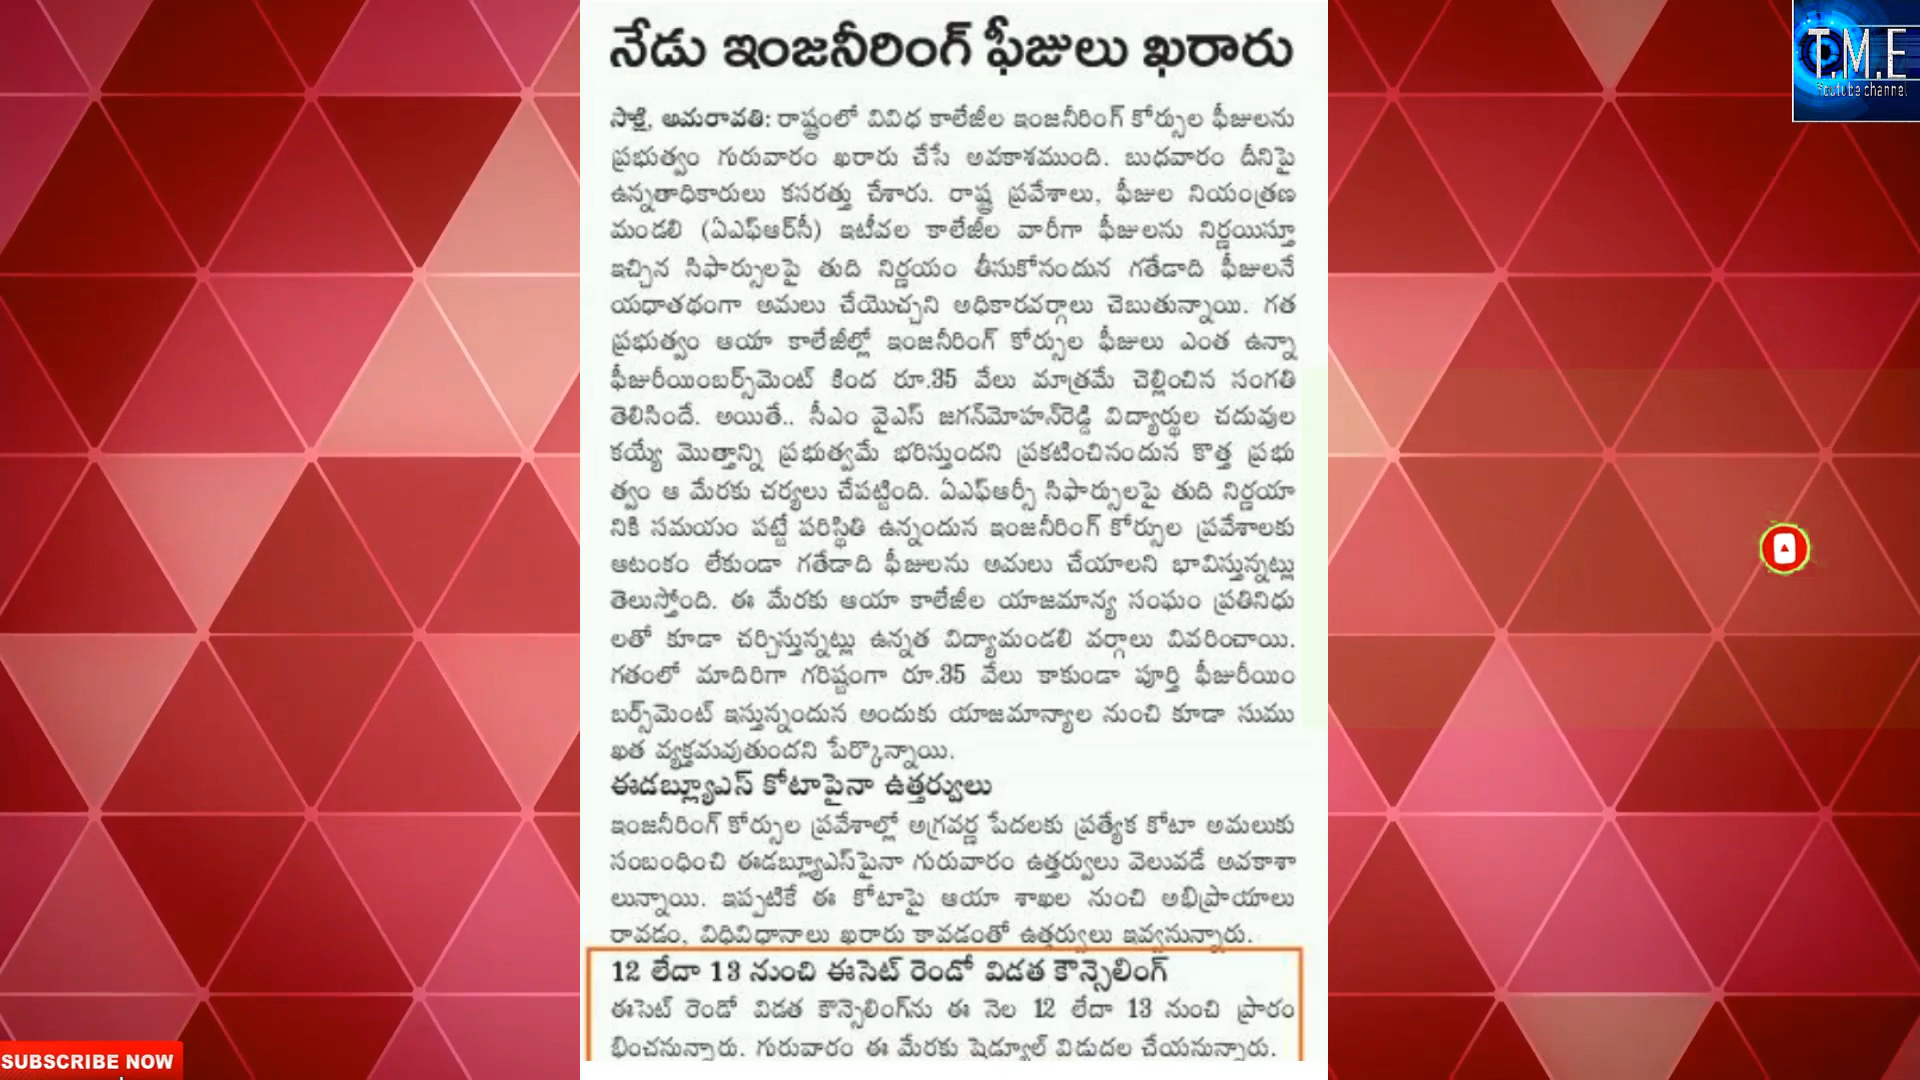 నేడు ఇంజనీరింగ్ ఫీజులు ఖరారు
సాక్షి, అమరావతి: రాష్ట్రంలో వివిధ కాలేజీల ఇంజనీరింగ్ కోర్సుల ఫీజులను
ప్రభుత్వం గురువారం ఖరారు చేసే అవకాశముంది. బుధవారం దీనిపై
ఉన్నతాధికారులు కసరత్తు చేశారు. రాష్ట్ర ప్రవేశాలు, ఫీజుల నియంత్రణ
మండలి (ఏఎఫ్ఆర్‌సీ) ఇటీవల కాలేజీల వారీగా ఫీజులను నిర్ణయిస్తూ
ఇచ్చిన సిఫార్సులపై తుది నిర్ణయం తీసుకోనందున గతేడాది ఫీజులనే
యధాతథంగా అమలు చేయొచ్చని అధికారవర్గాలు చెబుతున్నాయి. గత
ప్రభుత్వం ఆయా కాలేజీల్లో ఇంజనీరింగ్ కోర్సుల ఫీజులు ఎంత ఉన్నా
ఫీజురీయింబర్స్‌మెంట్ కింద రూ.35 వేలు మాత్రమే చెల్లించిన సంగతి
తెలిసిందే. అయితే.. సీఎం వైఎస్ జగన్‌మోహన్‌రెడ్డి విద్యార్థుల చదువుల
కయ్యే మొత్తాన్ని ప్రభుత్వమే భరిస్తుందని ప్రకటించినందున కొత్త ప్రభు
త్వం ఆ మేరకు చర్యలు చేపట్టింది. ఏఎఫ్ఆర్సీ సిఫార్సులపై తుది నిర్ణయా
నికి సమయం పట్టే పరిస్థితి ఉన్నందున ఇంజనీరింగ్ కోర్సుల ప్రవేశాలకు
ఆటంకం లేకుండా గతేడాది ఫీజులను అమలు చేయాలని భావిస్తున్నట్లు
తెలుస్తోంది. ఈ మేరకు ఆయా కాలేజీల యాజమాన్య సంఘం ప్రతినిధు
లతో కూడా చర్చిస్తున్నట్లు ఉన్నత విద్యామండలి వర్గాలు వివరించాయి.
గతంలో మాదిరిగా గరిష్టంగా రూ.35 వేలు కాకుండా పూర్తి ఫీజురీయిం
బర్స్‌మెంట్ ఇస్తున్నందున అందుకు యాజమాన్యాల నుంచి కూడా సుము
ఖత వ్యక్తమవుతుందని పేర్కొన్నాయి.
ఈడబ్ల్యూఎస్ కోటాపైనా ఉత్తర్వులు
ఇంజనీరింగ్ కోర్సుల ప్రవేశాల్లో అగ్రవర్ణ పేదలకు ప్రత్యేక కోటా అమలుకు
సంబంధించి ఈడబ్ల్యూఎస్‌పైనా గురువారం ఉత్తర్వులు వెలువడే అవకాశా
లున్నాయి. ఇప్పటికే ఈ కోటాపై ఆయా శాఖల నుంచి అభిప్రాయాలు
రావడం, విధివిధానాలు ఖరారు కావడంతో ఉత్తర్వులు ఇవ్వనున్నారు.
12 లేదా 13 నుంచి ఈసెట్ రెండో విడత కౌన్సెలింగ్
ఈసెట్ రెండో విడత కౌన్సెలింగ్‌ను ఈ నెల 12 లేదా 13 నుంచి ప్రారం
భించనున్నారు. గురువారం ఈ మేరకు షెడ్యూల్ విడుదల చేయనున్నారు.
T.M.E
Youtube channel
SUBSCRIBE NOW